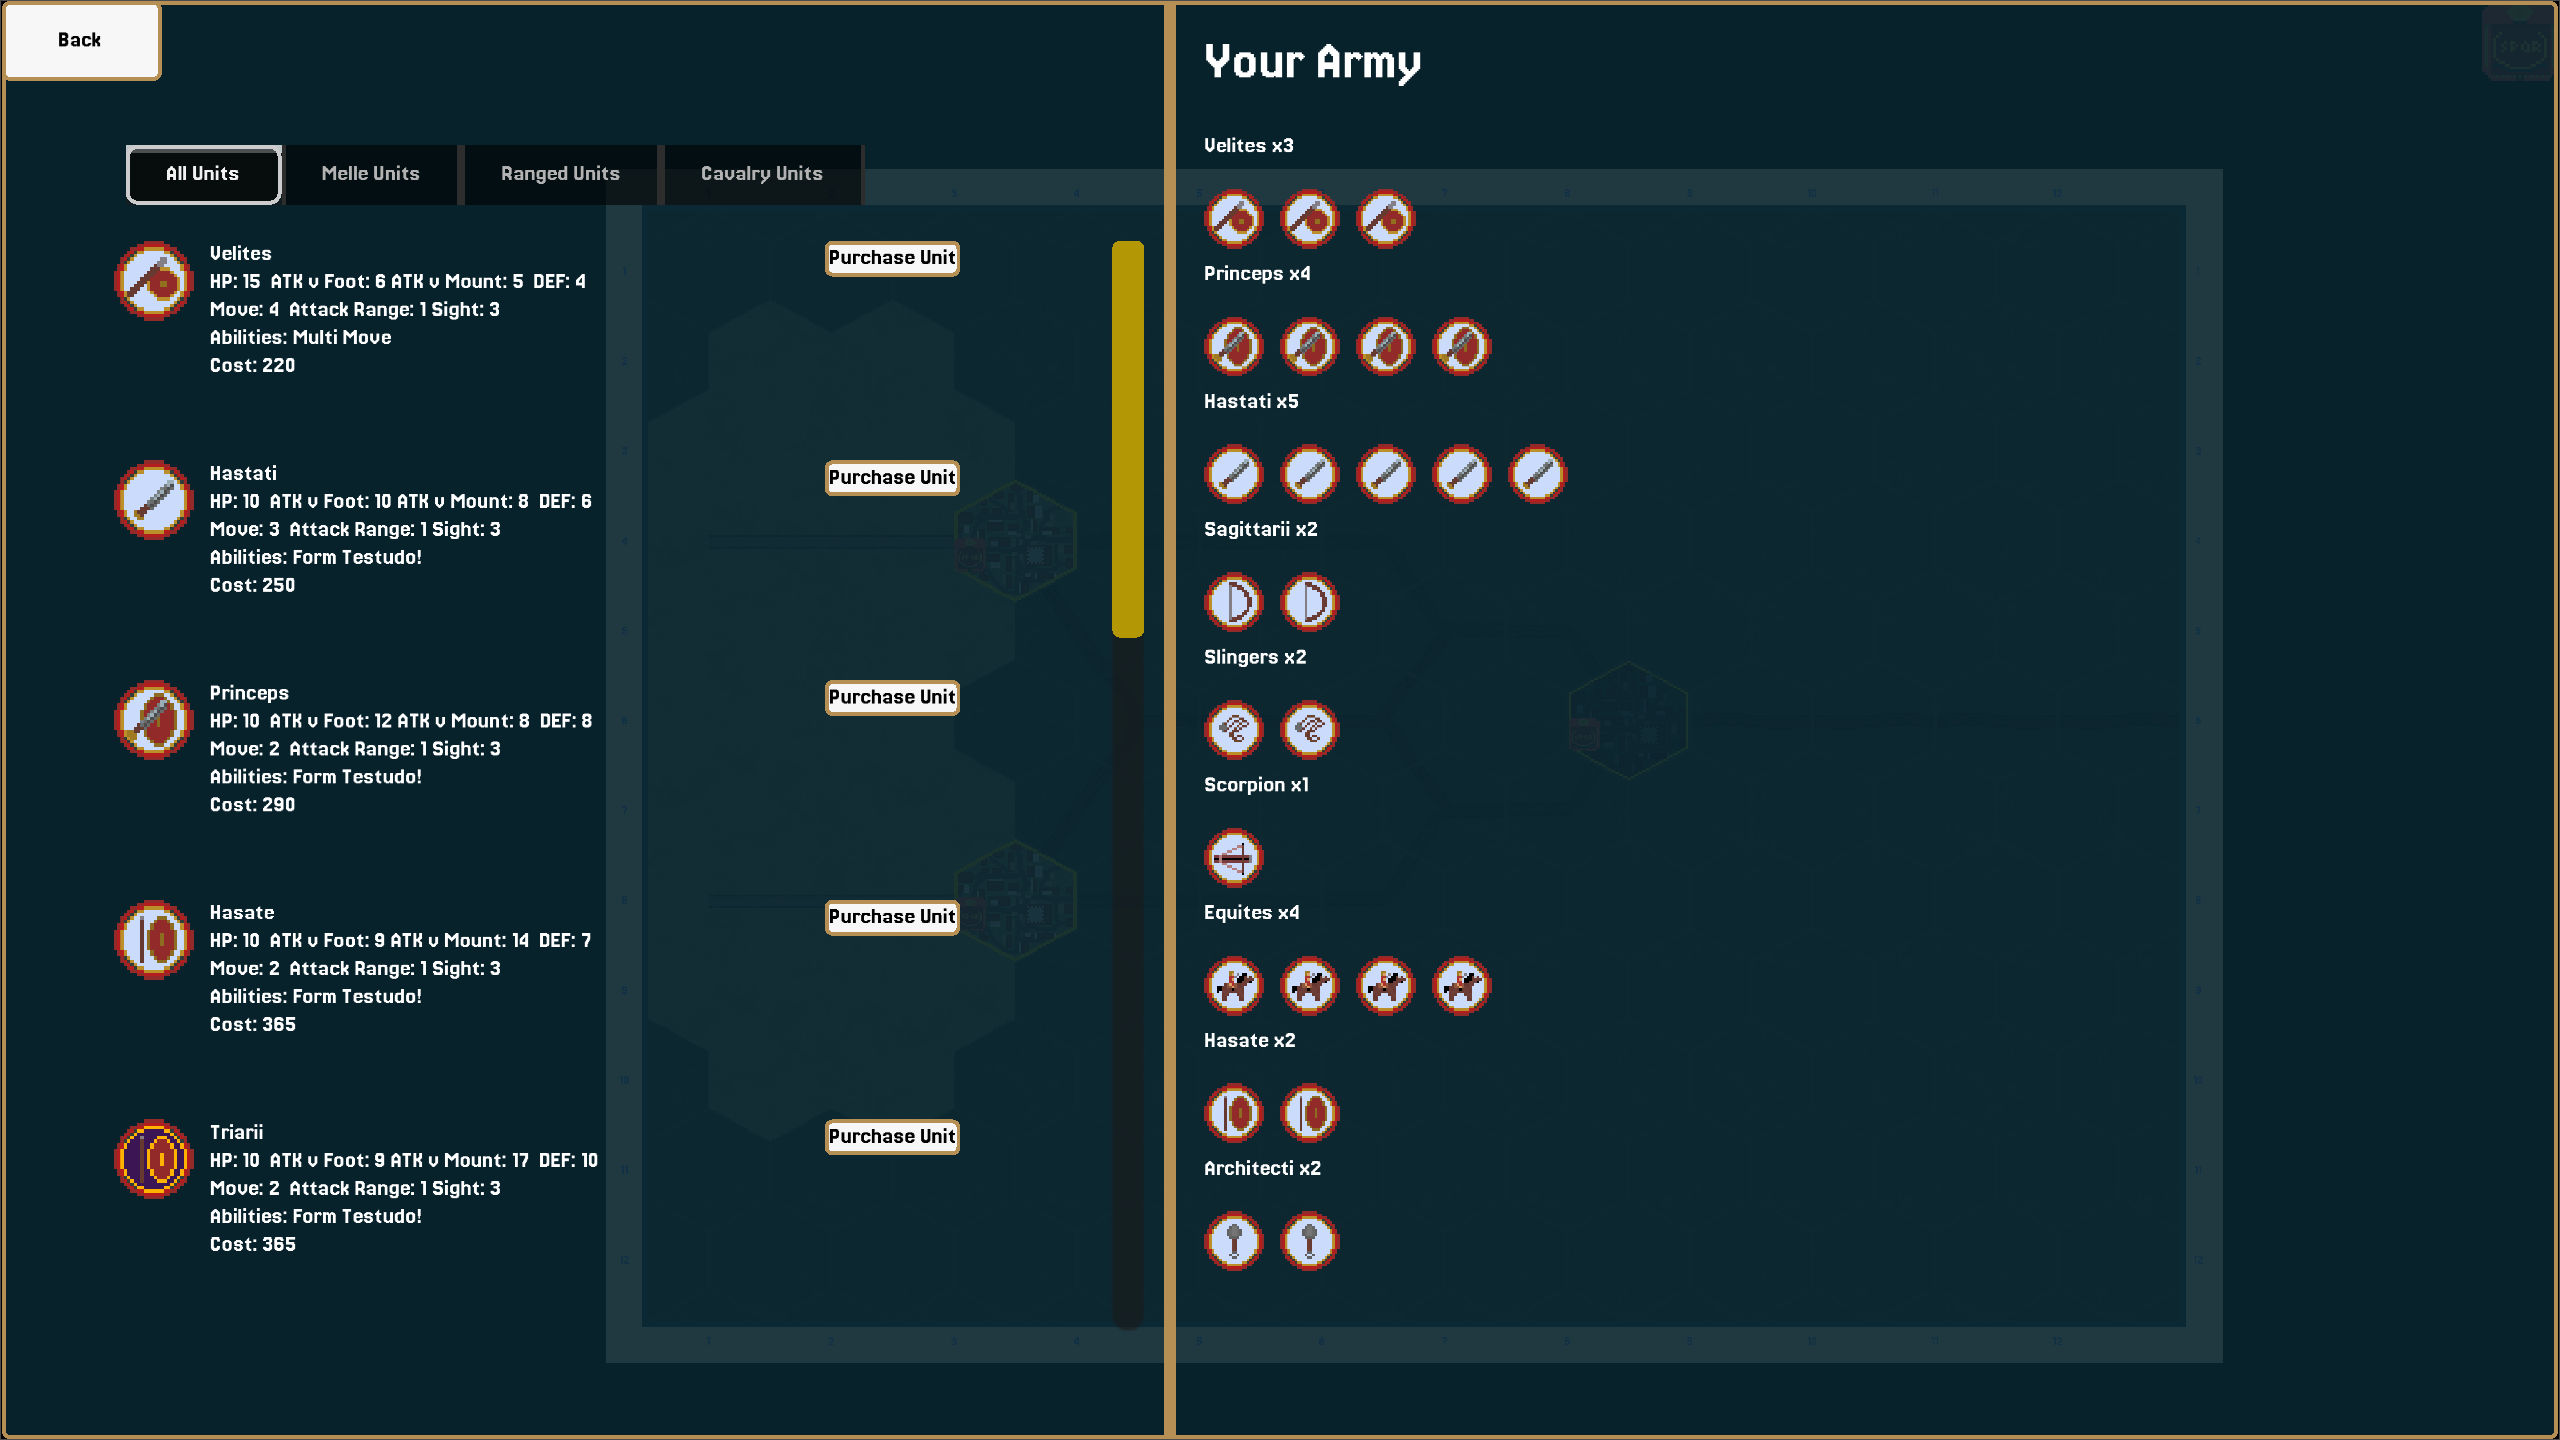 Back
All Units
Melle Units
Ranged Units
Cavalry Units
Velites
HP: 15 ATK v Foot: 6 ATK v Mount: 5 DEF: 4
Move: 4 Attack Range: 1 Sight: 3
Abilities: Multi Move
Cost: 220
Purchase Unit
Hastati
HP: 10 ATK v Foot: 10 ATK v Mount: 8 DEF: 6
Move: 3 Attack Range: 1 Sight: 3
Abilities: Form Testudo!
Cost: 250
Purchase Unit
Princeps
HP: 10 ATK v Foot: 12 ATK v Mount: 8 DEF: 8
Move: 2 Attack Range: 1 Sight: 3
Abilities: Form Testudo!
Cost: 290
Purchase Unit
Hasate
HP: 10 ATK v Foot: 9 ATK v Mount: 14 DEF: 7
Move: 2 Attack Range: 1 Sight: 3
Abilities: Form Testudo!
Cost: 365
Purchase Unit
Triarii
HP: 10 ATK v Foot: 9 ATK v Mount: 17 DEF: 10
Move: 2 Attack Range: 1 Sight: 3
Abilities: Form Testudo!
Cost: 365
Purchase Unit
Your Army
Velites x3
Princeps x4
Hastati x5
Sagittarii x2
Slingers x2
Scorpion x1
Equites x4
Hasate x2
Architecti x2
SPQR